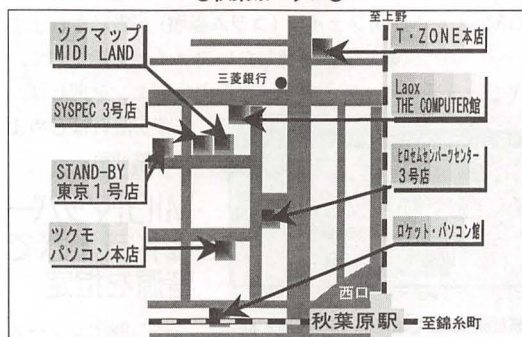 至上野
ソフマップ
MIDI LAND
T・ZONE本店
三菱銀行
SYSPEC 3号店
Laox
THE COMPUTER館
STAND-BY
東京1号店
ヒロセムセンパーツセンター
3号店
ツクモ
パソコン本店
ロケット・パソコン館
西口
秋葉原駅
至錦糸町